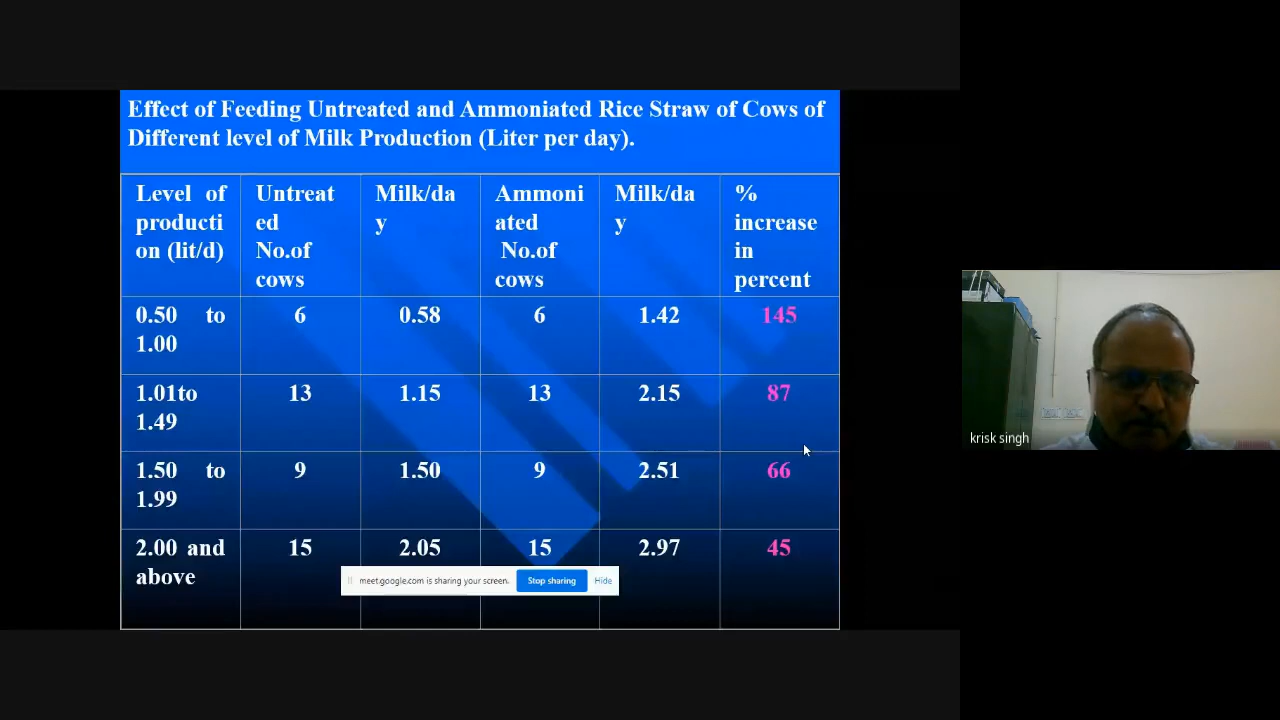 Effect of Feeding Untreated and Ammoniated Rice Straw of Cows of
Different level of Milk Production (Liter per day).
Level of
producti
on (lit/d)
Untreat
ed
No.of
cows
Milk/da
y
Ammoni
ated
No.of
cows
Milk/da
y
%
increase
in
percent
0.50 to
1.00
6
0.58
6
1.42
145
1.01to
1.49
13
1.15
13
2.15
87
1.50 to
1.99
9
1.50
9
2.51
66
2.00 and
above
15
2.05
15
2.97
45
meet.google.com is sharing your screen.
Stop sharing
Hide
krisk singh